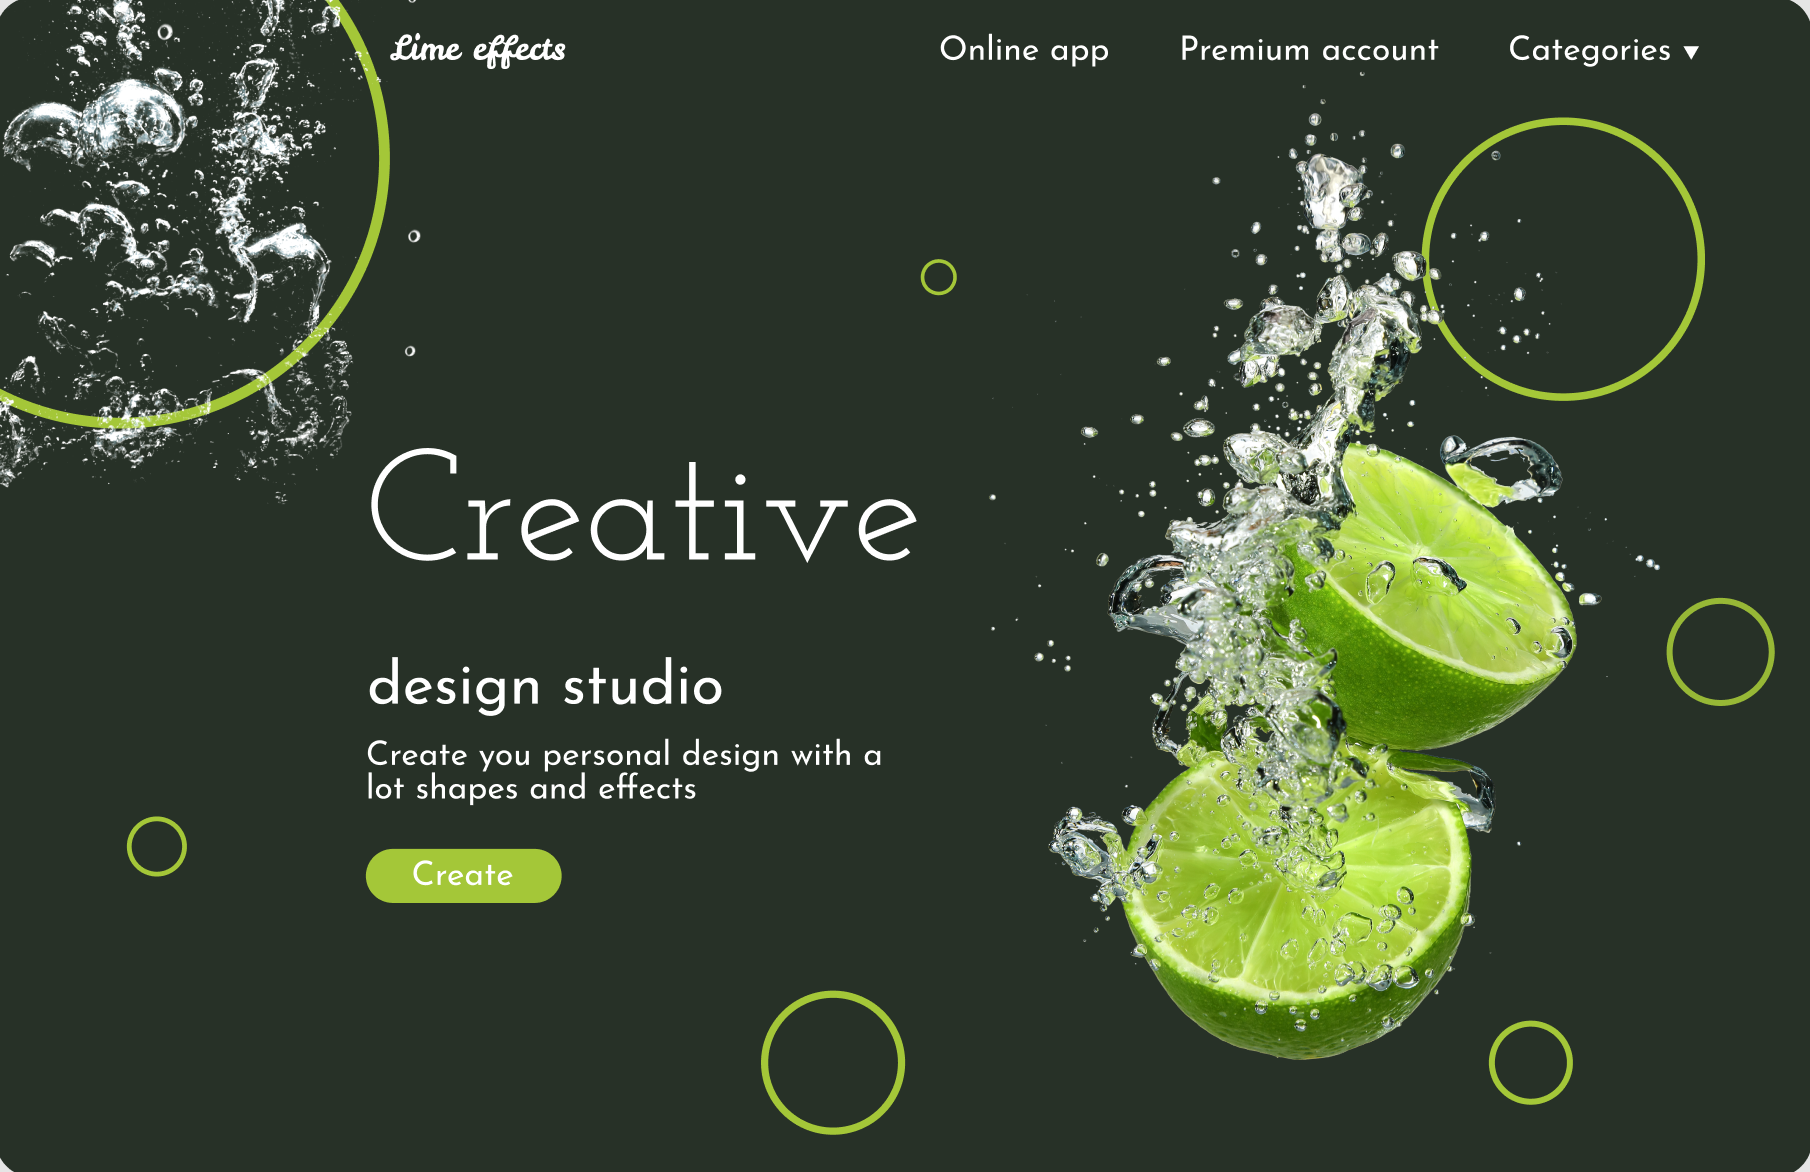 Lime effects
Online app
Premium account
Categories ▼
Creative
design studio
Create you personal design with a
lot shapes and effects
Create